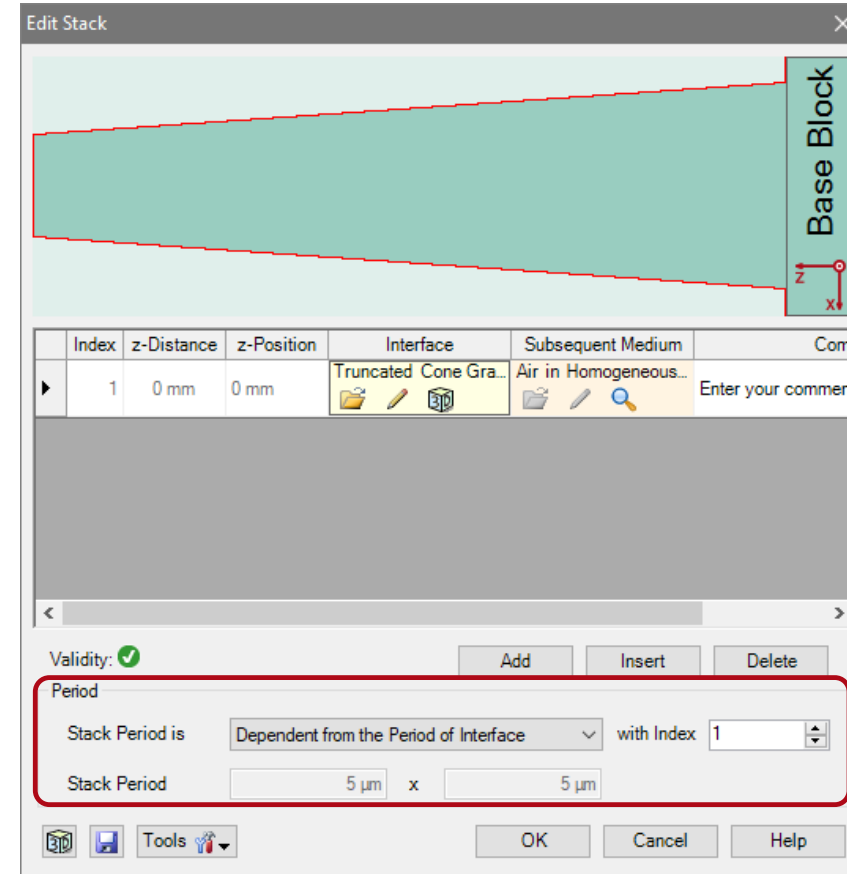 Edit Stack
Base Block
z
x
Index z-Distance z-Position Interface Subsequent Medium Com
1 0 mm 0 mm Truncated Cone Gra... Air in Homogeneous... Enter your commen
3D
Validity: Add Insert Delete
Period
Stack Period is Dependent from the Period of Interface with Index 1
Stack Period 5 µm x 5 µm
3D Tools OK Cancel Help